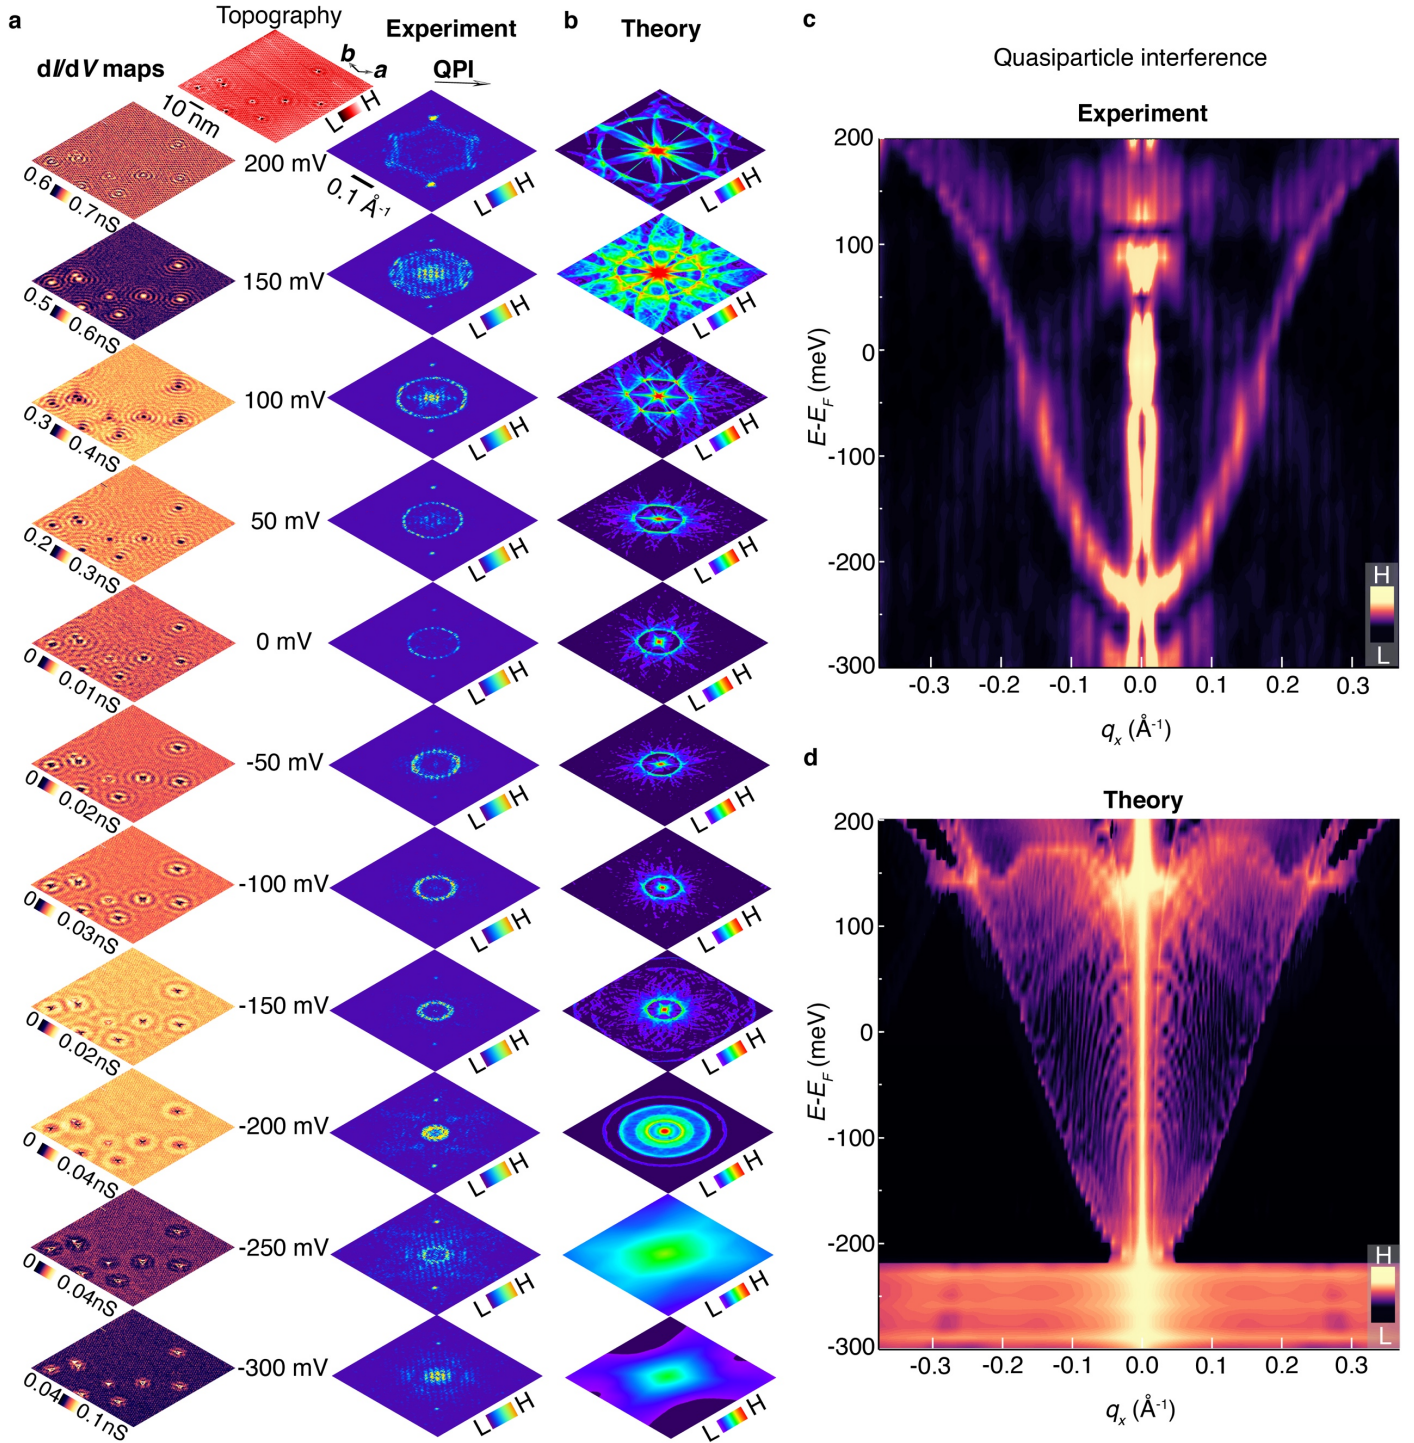 a
Topography
Experiment
b
Theory
dI/dV maps
b
a
QPI
10 nm
L H
200 mV
0.6 0.7nS
0.1 Å-1
L H
L H
150 mV
0.5 0.6nS
L H
L H
100 mV
0.3 0.4nS
L H
L H
50 mV
0.2 0.3nS
L H
L H
0 mV
0 0.01nS
L H
L H
-50 mV
0 0.02nS
L H
L H
-100 mV
0 0.03nS
L H
L H
-150 mV
0 0.02nS
L H
L H
-200 mV
0 0.04nS
L H
L H
-250 mV
0 0.04nS
L H
L H
-300 mV
0.04 0.1nS
L H
L H
c
Quasiparticle interference
Experiment
200
100
0
-100
-200
-300
E-EF (meV)
H
L
-0.3 -0.2 -0.1 0.0 0.1 0.2 0.3
qx (Å-1)
d
Theory
200
100
0
-100
-200
-300
E-EF (meV)
H
L
-0.3 -0.2 -0.1 0.0 0.1 0.2 0.3
qx (Å-1)